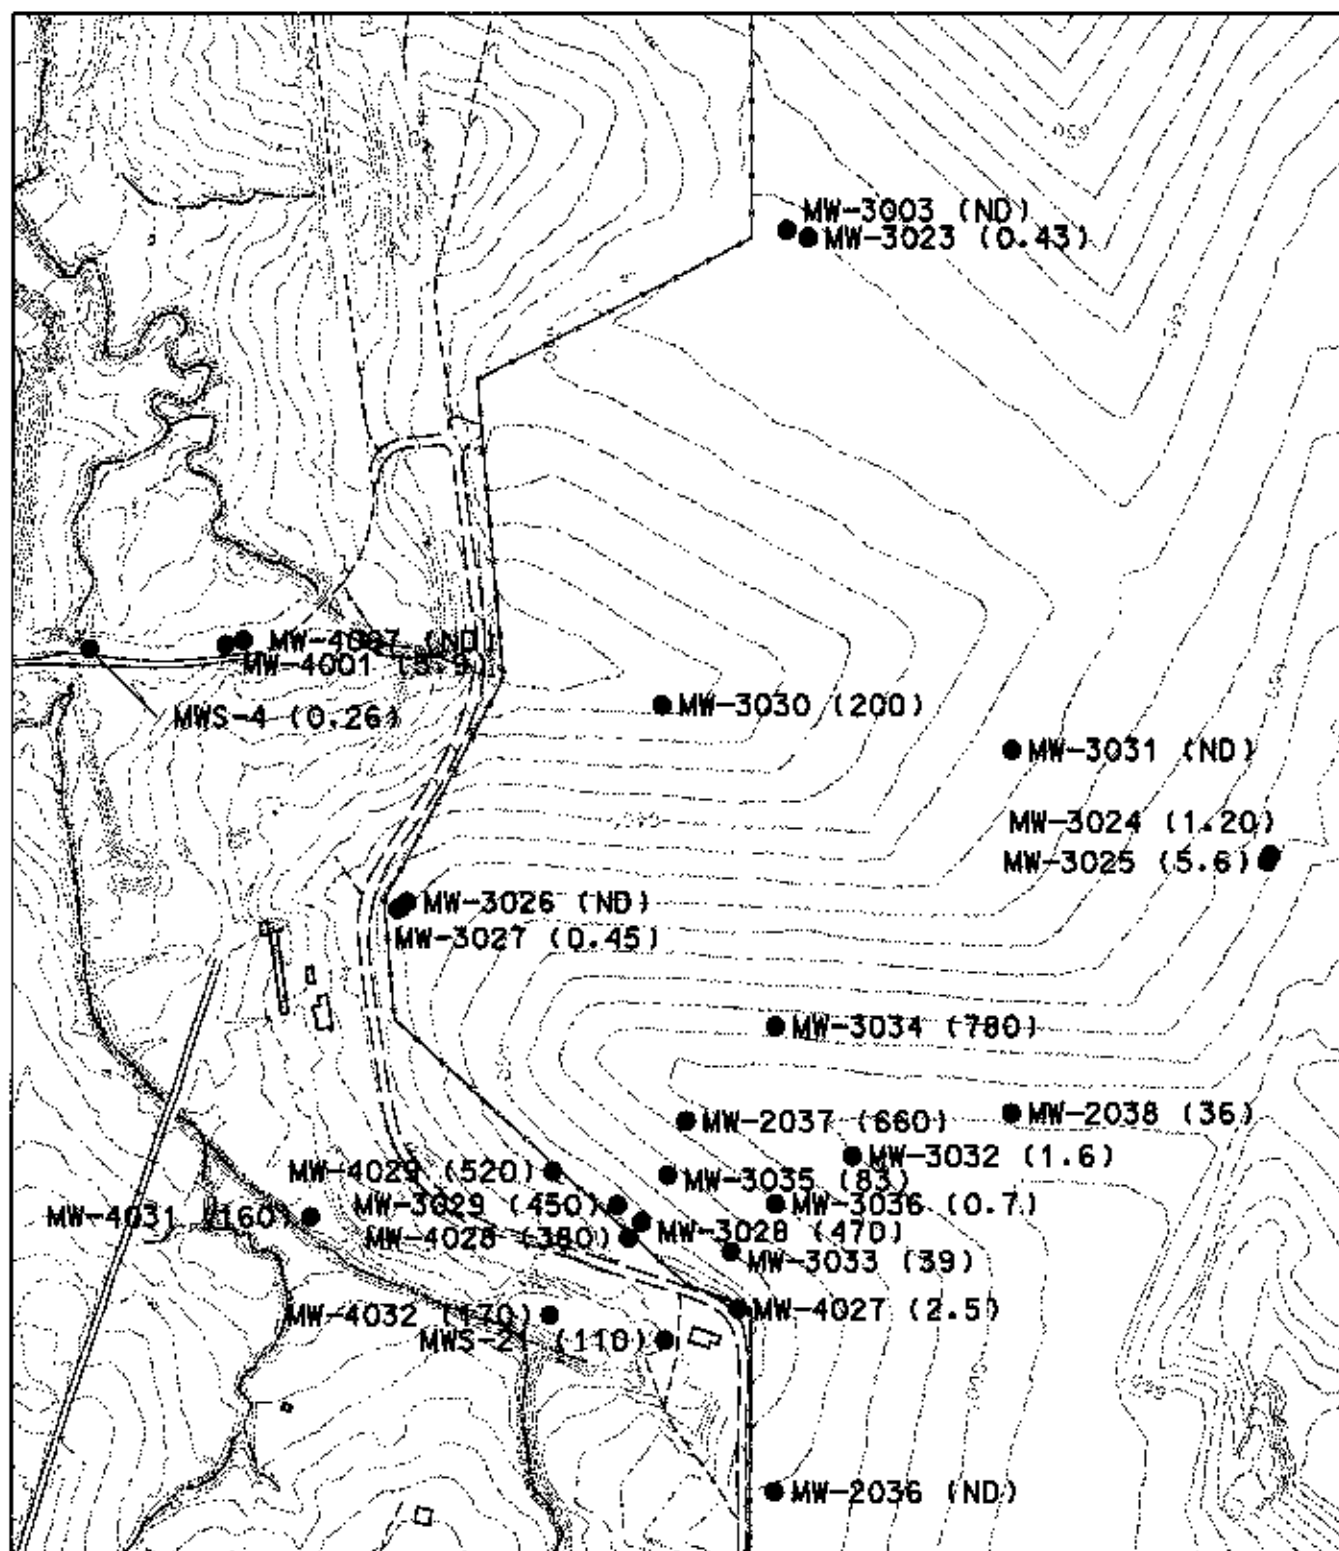 MW-3003 (ND)
MW-3023 (0.43)
MW-4007 (ND)
MW-4001
MWS-4 (0.26)
MW-3030 (200)
MW-3031 (ND)
MW-3024 (1.20)
MW-3025 (5.6)
MW-3026 (ND)
MW-3027 (0.45)
MW-3034 (780)
MW-2037 (660)
MW-2038 (36)
MW-3032 (1.6)
MW-4029 (520)
MW-3035 (83)
MW-3029 (450)
MW-3036 (0.7)
MW-4031 (160)
MW-3028 (470)
MW-4028 (380)
MW-3033 (39)
MW-4032 (170)
MW-4027 (2.5)
MWS-21 (110)
MW-2036 (ND)